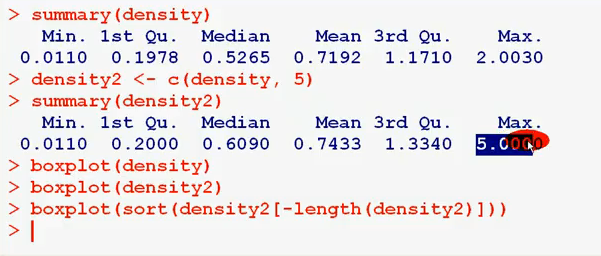 > summary(density)
Min. 1st Qu. Median Mean 3rd Qu. Max.
0.0110 0.1978 0.5265 0.7192 1.1710 2.0030
> density2 <- c(density, 5)
> summary(density2)
Min. 1st Qu. Median Mean 3rd Qu. Max.
0.0110 0.2000 0.6090 0.7433 1.3340 5.0000
> boxplot(density)
> boxplot(density2)
> boxplot(sort(density2[-length(density2)]))
>